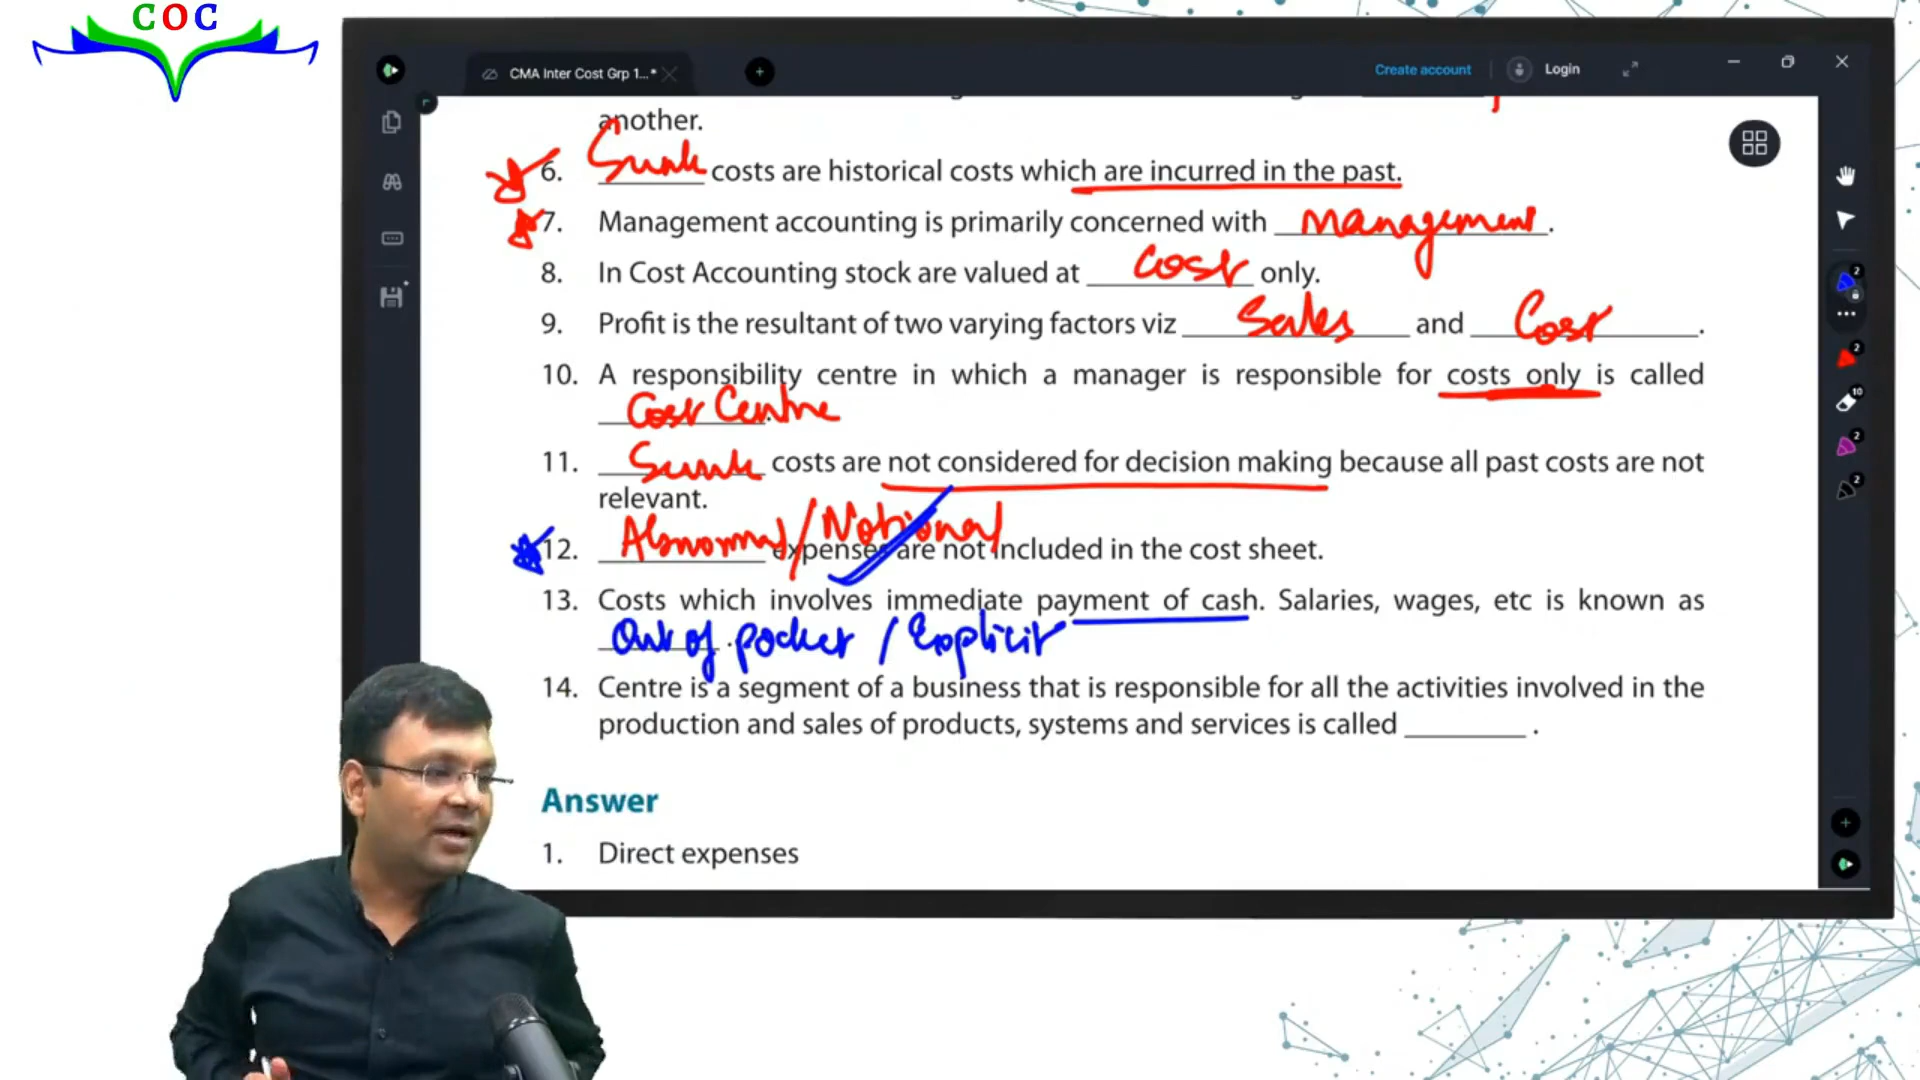 COC
CMA Inter Cost Grp 1...*
Create account
Login
another.
6. Sunk costs are historical costs which are incurred in the past.
7. Management accounting is primarily concerned with management.
8. In Cost Accounting stock are valued at Cost only.
9. Profit is the resultant of two varying factors viz Sales and Cost.
10. A responsibility centre in which a manager is responsible for costs only is called
Cost Centre.
11. Sunk costs are not considered for decision making because all past costs are not
relevant.
12. Abnormal/Notional expenses are not included in the cost sheet.
13. Costs which involves immediate payment of cash. Salaries, wages, etc is known as
Out of pocket / Explicit.
14. Centre is a segment of a business that is responsible for all the activities involved in the
production and sales of products, systems and services is called ________ .
Answer
1. Direct expenses
2
2
10
2
2